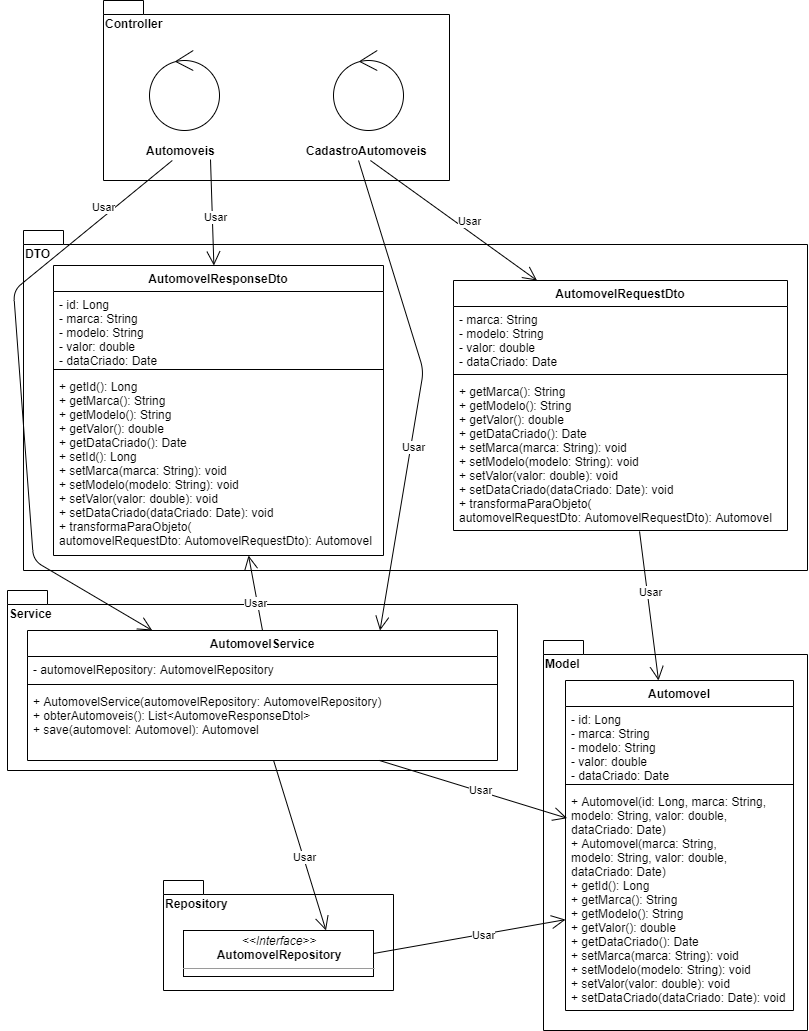 Controller
Automoveis
CadastroAutomoveis
Usar
Usar
Usar
DTO
AutomovelResponseDto
- id: Long
- marca: String
- modelo: String
- valor: double
- dataCriado: Date
+ getId(): Long
+ getMarca(): String
+ getModelo(): String
+ getValor(): double
+ getDataCriado(): Date
+ setId(): Long
+ setMarca(marca: String): void
+ setModelo(modelo: String): void
+ setValor(valor: double): void
+ setDataCriado(dataCriado: Date): void
+ transformaParaObjeto(
automovelRequestDto: AutomovelRequestDto): Automovel
AutomovelRequestDto
- marca: String
- modelo: String
- valor: double
- dataCriado: Date
+ getMarca(): String
+ getModelo(): String
+ getValor(): double
+ getDataCriado(): Date
+ setMarca(marca: String): void
+ setModelo(modelo: String): void
+ setValor(valor: double): void
+ setDataCriado(dataCriado: Date): void
+ transformaParaObjeto(
automovelRequestDto: AutomovelRequestDto): Automovel
Usar
Usar
Usar
Service
AutomovelService
- automovelRepository: AutomovelRepository
+ AutomovelService(automovelRepository: AutomovelRepository)
+ obterAutomoveis(): List<AutomoveResponseDtol>
+ save(automovel: Automovel): Automovel
Model
Automovel
- id: Long
- marca: String
- modelo: String
- valor: double
- dataCriado: Date
+ Automovel(id: Long, marca: String,
modelo: String, valor: double,
dataCriado: Date)
+ Automovel(marca: String,
modelo: String, valor: double,
dataCriado: Date)
+ getId(): Long
+ getMarca(): String
+ getModelo(): String
+ getValor(): double
+ getDataCriado(): Date
+ setMarca(marca: String): void
+ setModelo(modelo: String): void
+ setValor(valor: double): void
+ setDataCriado(dataCriado: Date): void
Usar
Usar
Repository
<<Interface>>
AutomovelRepository
Usar